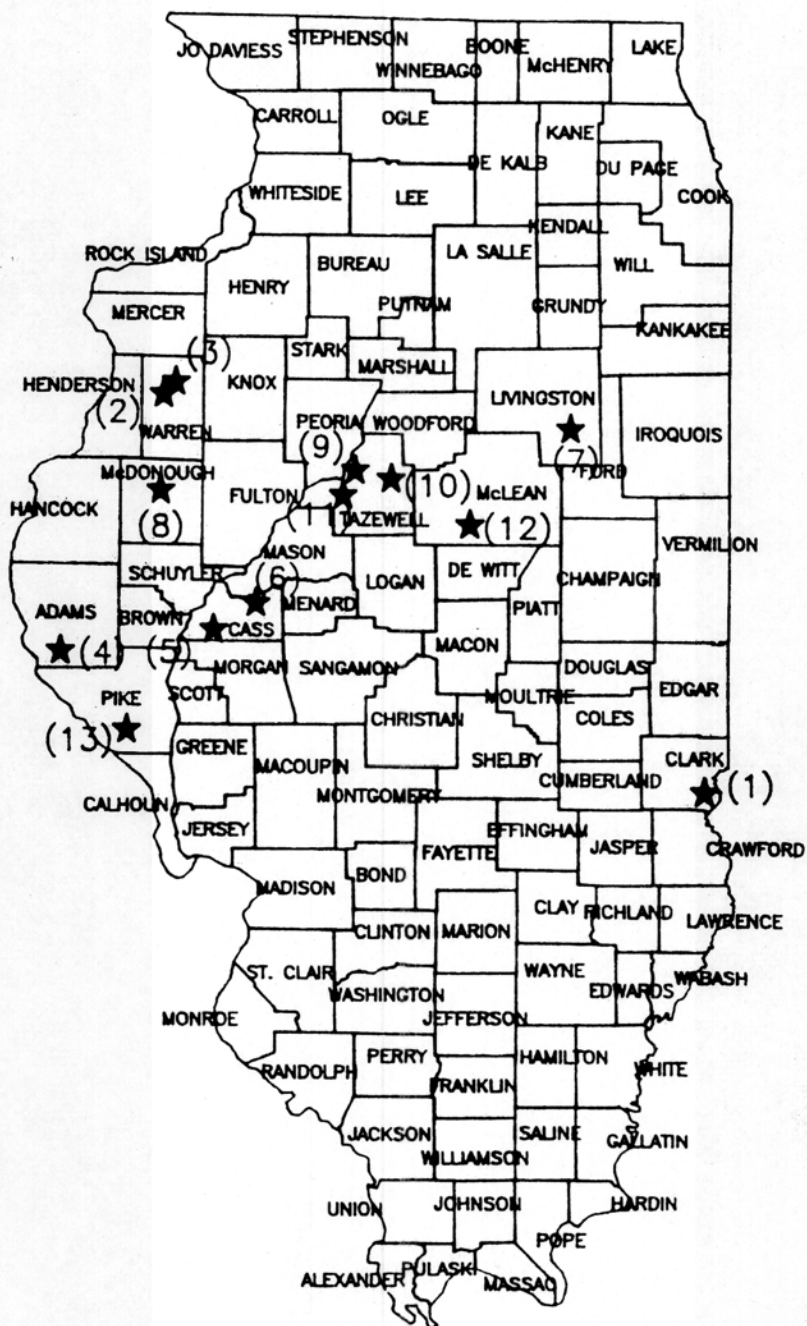 JO DAVIESS
STEPHENSON
WINNEBAGO
BOONE
McHENRY
LAKE
CARROLL
OGLE
DE KALB
KANE
DU PAGE
COOK
WHITESIDE
LEE
KENDALL
ROCK ISLAND
BUREAU
LA SALLE
WILL
HENRY
MERCER
PUTNAM
GRUNDY
KANKAKEE
STARK
MARSHALL
(3)
HENDERSON
KNOX
LIVINGSTON
(2)
WARREN
PEORIA
WOODFORD
IROQUOIS
(9)
(7)
McDONOUGH
FORD
HANCOCK
FULTON
(10)
McLEAN
(11)
TAZEWELL
(8)
(12)
MASON
VERMILION
SCHUYLER
(6)
LOGAN
DE WITT
CHAMPAIGN
ADAMS
BROWN
MENARD
PIATT
CASS
(4)
(5)
MACON
MORGAN
SANGAMON
DOUGLAS
EDGAR
PIKE
SCOTT
MOULTRIE
(13)
CHRISTIAN
COLES
GREENE
MACOUPIN
SHELBY
CLARK
CUMBERLAND
(1)
CALHOUN
MONTGOMERY
JERSEY
EFFINGHAM
FAYETTE
JASPER
CRAWFORD
BOND
MADISON
CLAY
RICHLAND
LAWRENCE
CLINTON
MARION
ST. CLAIR
WAYNE
WABASH
EDWARDS
WASHINGTON
MONROE
JEFFERSON
PERRY
HAMILTON
RANDOLPH
WHITE
FRANKLIN
JACKSON
SALINE
GALLATIN
WILLIAMSON
UNION
JOHNSON
HARDIN
POPE
PULASKI
ALEXANDER
MASSAC